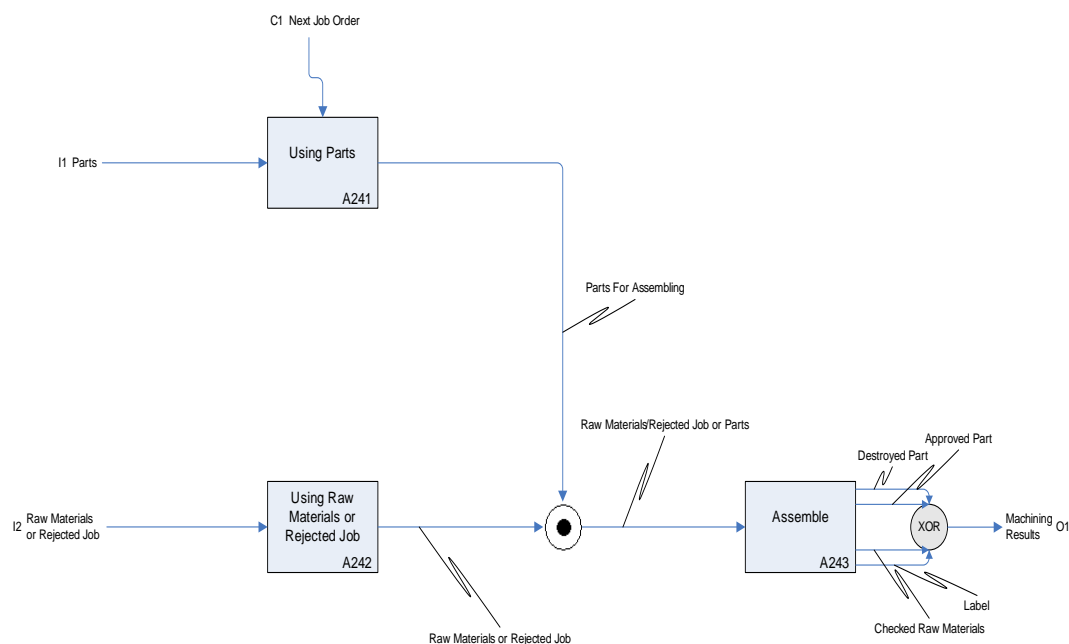 C1 Next Job Order
Using Parts
I1 Parts
A241
Parts For Assembling
Raw Materials/Rejected Job or Parts
Approved Part
Destroyed Part
Using Raw
Materials or
Rejected Job
I2 Raw Materials
or Rejected Job
A242
Assemble
A243
XOR
Machining
Results O1
Label
Checked Raw Materials
Raw Materials or Rejected Job